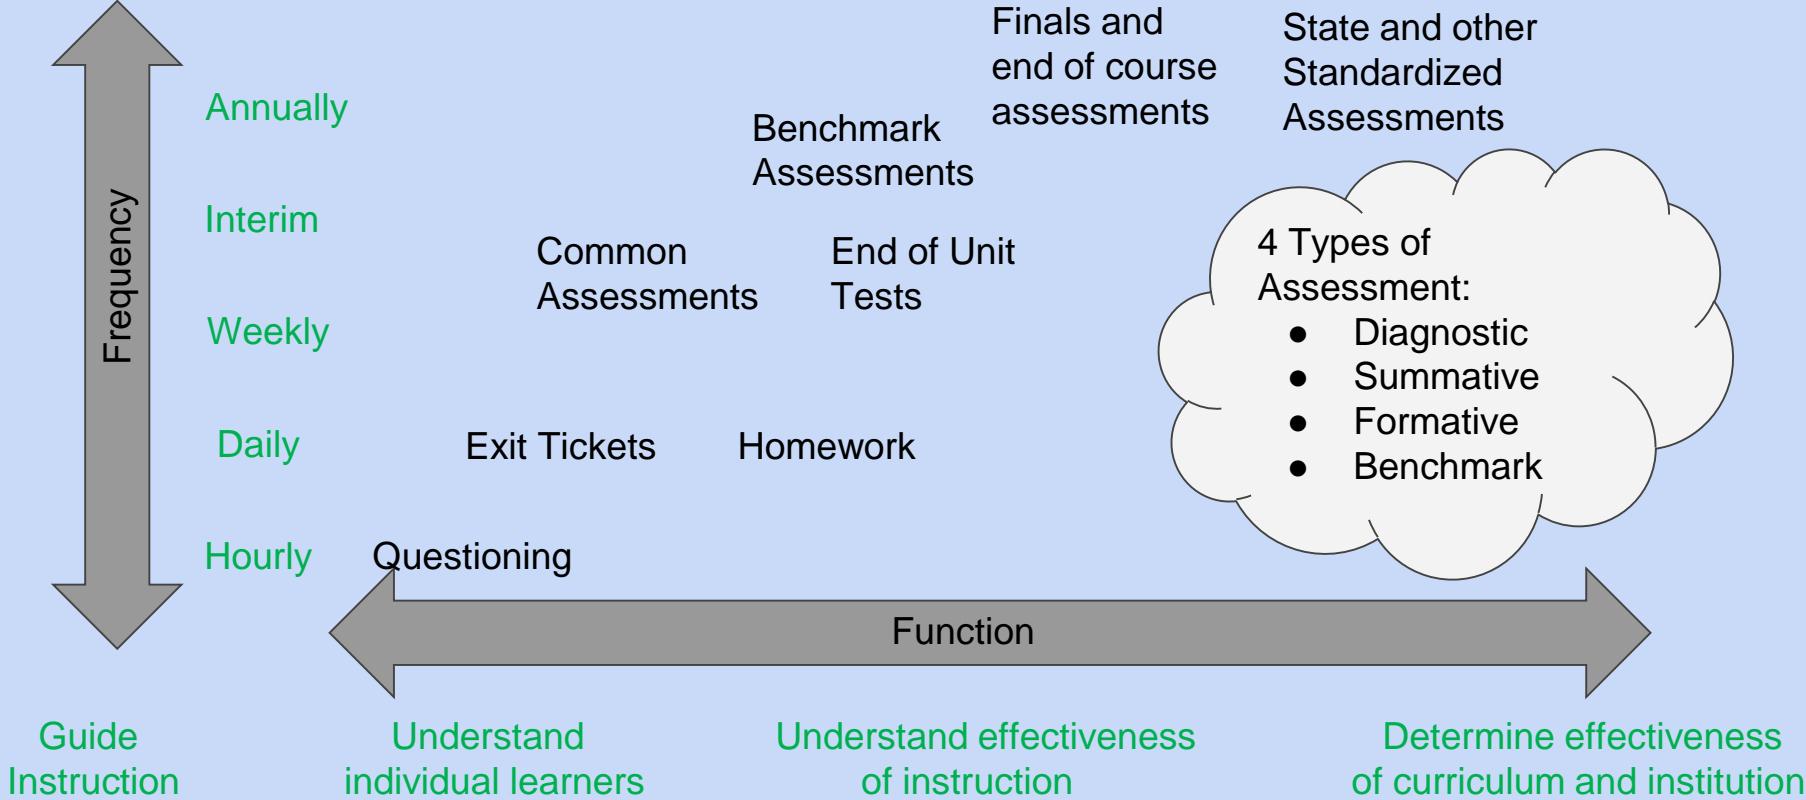 Finals and
end of course
assessments
State and other
Standardized
Assessments
Annually
Benchmark
Assessments
Frequency
Interim
Common
Assessments
End of Unit
Tests
4 Types of
Assessment:
● Diagnostic
● Summative
● Formative
● Benchmark
Weekly
Daily
Exit Tickets
Homework
Hourly
Questioning
Function
Guide
Instruction
Understand
individual learners
Understand effectiveness
of instruction
Determine effectiveness
of curriculum and institution